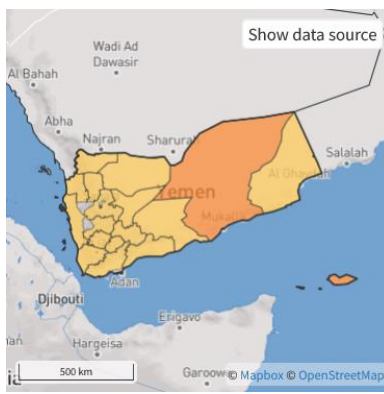 Show data source
Wadi Ad
Dawasir
Al Bahah
Abha
Najran
Sharurah
Salalah
Al Ghaydah
Yemen
Mukalla
Adan
Djibouti
Erigavo
Hargeisa
Garoowe
500 km
© Mapbox © OpenStreetMap